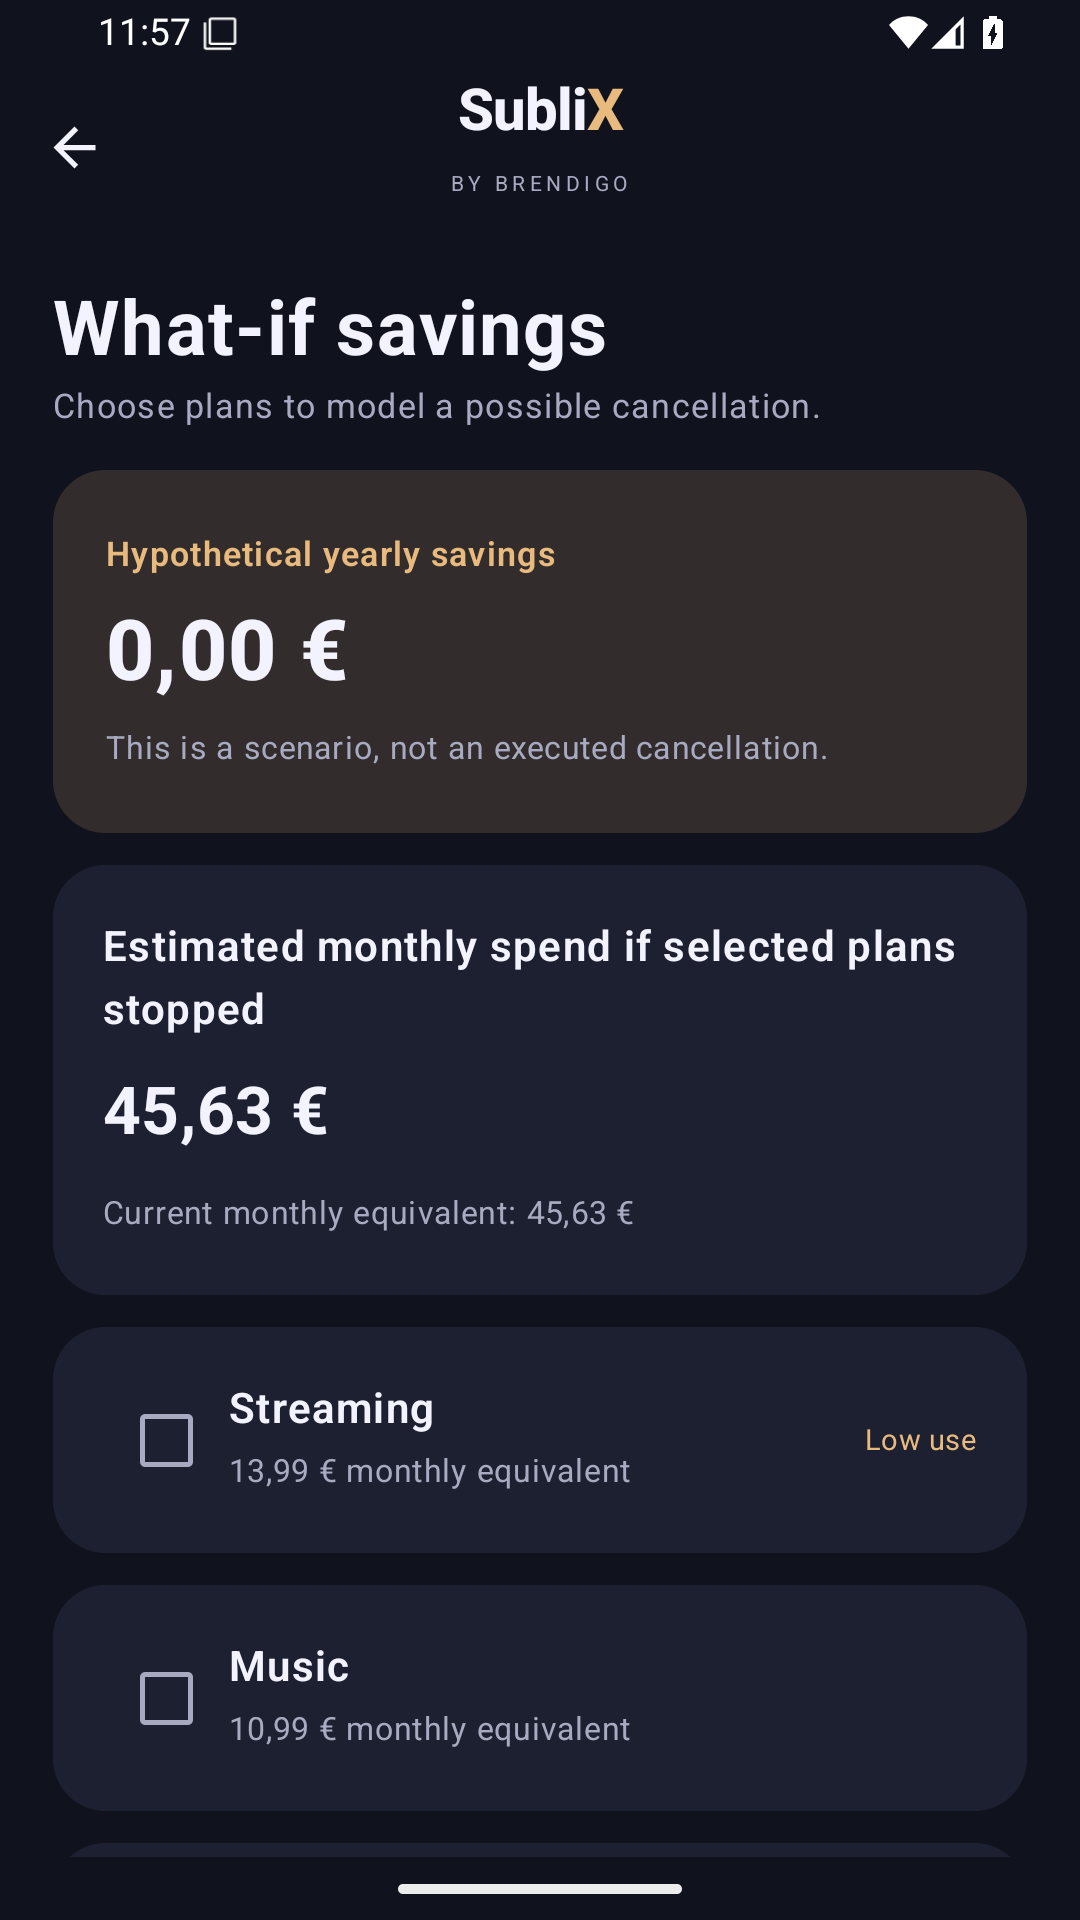 11:57
SubliX
BY BRENDIGO
What-if savings
Choose plans to model a possible cancellation.
Hypothetical yearly savings
0,00 €
This is a scenario, not an executed cancellation.
Estimated monthly spend if selected plans
stopped
45,63 €
Current monthly equivalent: 45,63 €
Streaming
13,99 € monthly equivalent
Low use
Music
10,99 € monthly equivalent